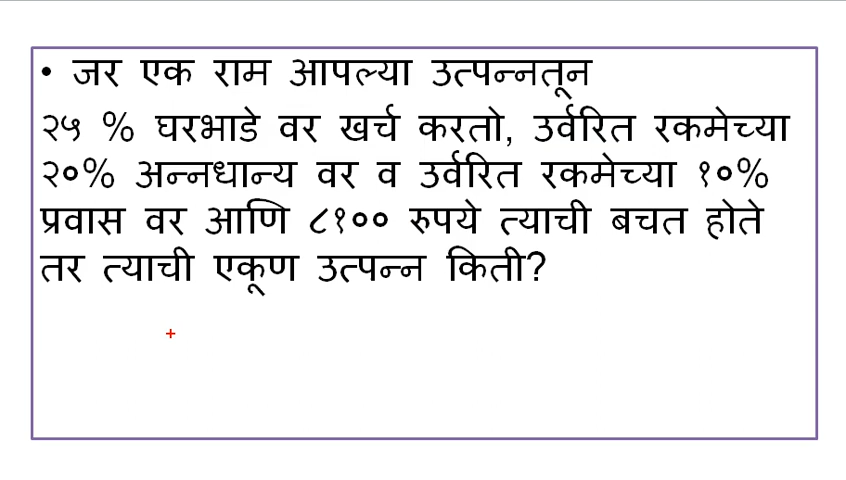 • जर एक राम आपल्या उत्पन्नतून
२५ % घरभाडे वर खर्च करतो, उर्वरित रकमेच्या
२०% अन्नधान्य वर व उर्वरित रकमेच्या १०%
प्रवास वर आणि ८१०० रुपये त्याची बचत होते
तर त्याची एकूण उत्पन्न किती?